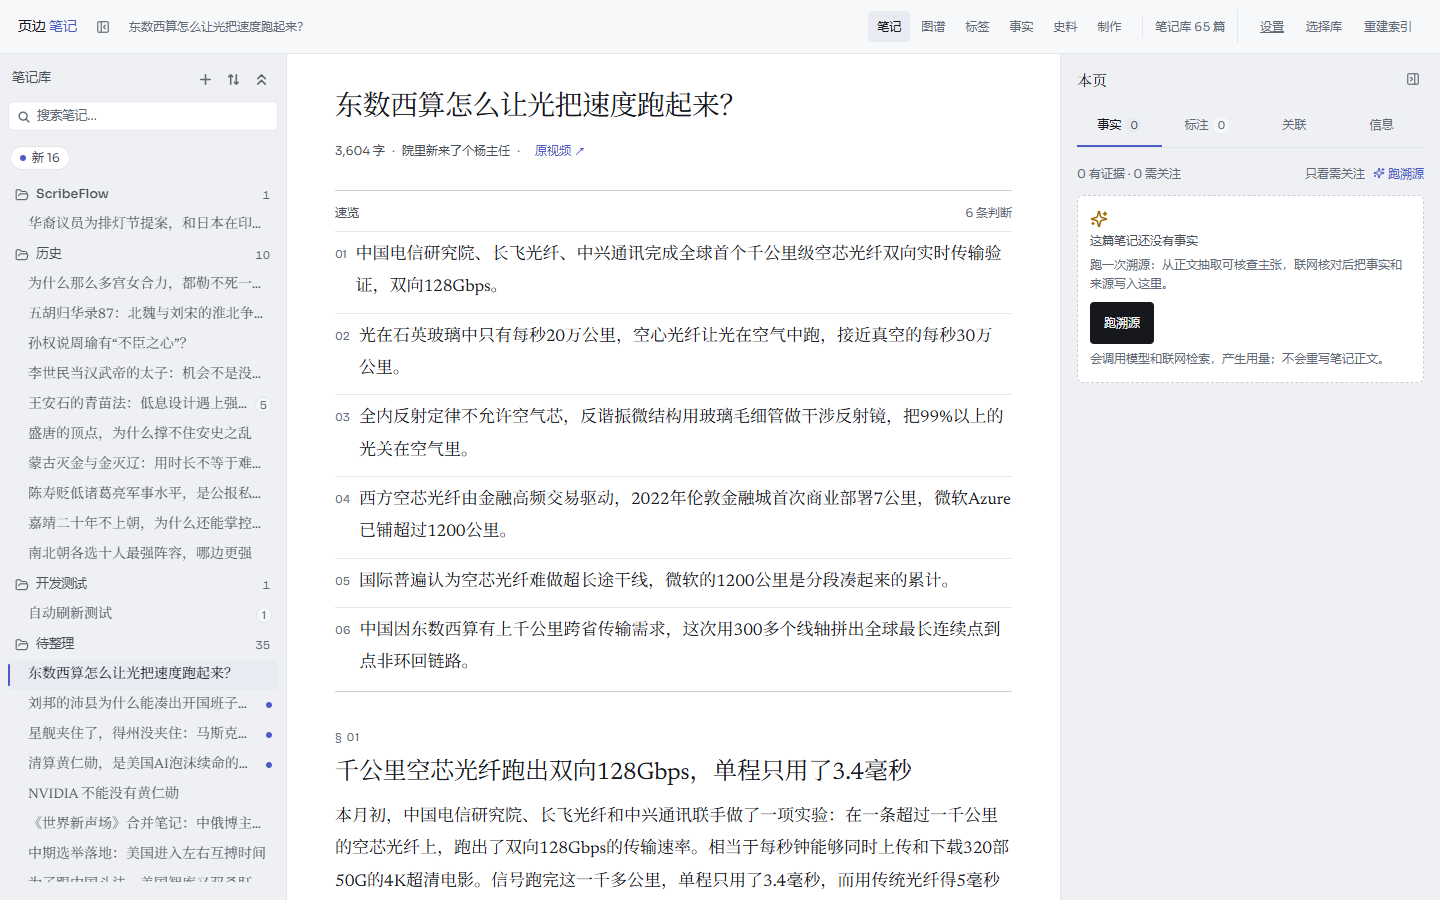 页边 笔记
东数西算怎么让光把速度跑起来?
笔记 图谱 标签 事实 史料 制作 笔记库 65 篇 设置 选择库 重建索引
笔记库
搜索笔记...
新 16
ScribeFlow 1
华裔议员为排灯节提案，和日本在印...
历史 10
为什么那么多宫女合力，都勒不死一...
五胡归华录87：北魏与刘宋的淮北争...
孙权说周瑜有“不臣之心”？
李世民当汉武帝的太子：机会不是没...
王安石的青苗法：低息设计遇上强... 5
盛唐的顶点，为什么撑不住安史之乱
蒙古灭金与金灭辽：用时长不等于难...
陈寿贬低诸葛亮军事水平，是公报私...
嘉靖二十年不上朝，为什么还能掌控...
南北朝各选十人最强阵容，哪边更强
开发测试 1
自动刷新测试 1
待整理 35
东数西算怎么让光把速度跑起来？
刘邦的沛县为什么能凑出开国班子...
星舰夹住了，得州没夹住：马斯克...
清算黄仁勋，是美国AI泡沫续命的...
NVIDIA 不能没有黄仁勋
《世界新声场》合并笔记：中俄博主...
中期选举落地：美国进入左右互搏时间
东数西算怎么让光把速度跑起来？
3,604 字 · 院里新来了个杨主任 · 原视频 ↗
速览 6 条判断
01 中国电信研究院、长飞光纤、中兴通讯完成全球首个千公里级空芯光纤双向实时传输验
证，双向128Gbps。
02 光在石英玻璃中只有每秒20万公里，空心光纤让光在空气中跑，接近真空的每秒30万
公里。
03 全内反射定律不允许空气芯，反谐振微结构用玻璃毛细管做干涉反射镜，把99%以上的
光关在空气里。
04 西方空芯光纤由金融高频交易驱动，2022年伦敦金融城首次商业部署7公里，微软Azure
已铺超过1200公里。
05 国际普遍认为空芯光纤难做超长途干线，微软的1200公里是分段凑起来的累计。
06 中国因东数西算有上千公里跨省传输需求，这次用300多个线轴拼出全球最长连续点到
点非环回链路。
§ 01
千公里空芯光纤跑出双向128Gbps，单程只用了3.4毫秒
本月初，中国电信研究院、长飞光纤和中兴通讯联手做了一项实验：在一条超过一千公里
的空芯光纤上，跑出了双向128Gbps的传输速率。相当于每秒钟能够同时上传和下载320部
50G的4K超清电影。信号跑完这一千多公里，单程只用了3.4毫秒，而用传统光纤得5毫秒
本页
事实 0 标注 0 关联 信息
0 有证据 · 0 需关注 只看需关注 跑溯源
这篇笔记还没有事实
跑一次溯源：从正文抽取可核查主张，联网核对后把事实和
来源写入这里。
跑溯源
会调用模型和联网检索，产生用量；不会重写笔记正文。